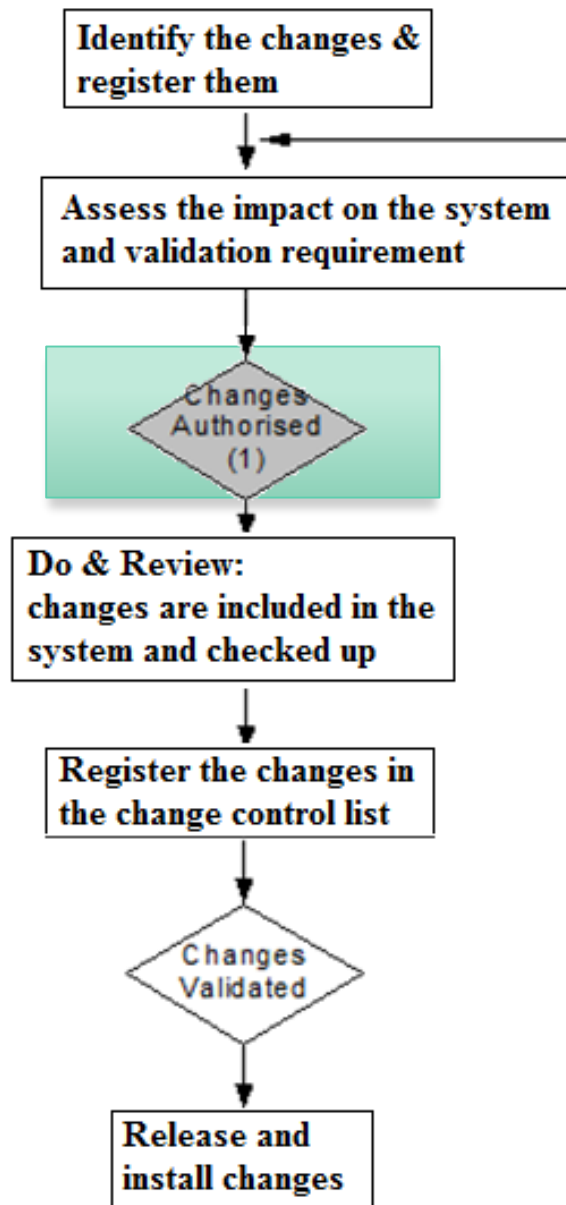 Identify the changes &
register them
Assess the impact on the system
and validation requirement
Changes
Authorised
(1)
Do & Review:
changes are included in the
system and checked up
Register the changes in
the change control list
Changes
Validated
Release and
install changes